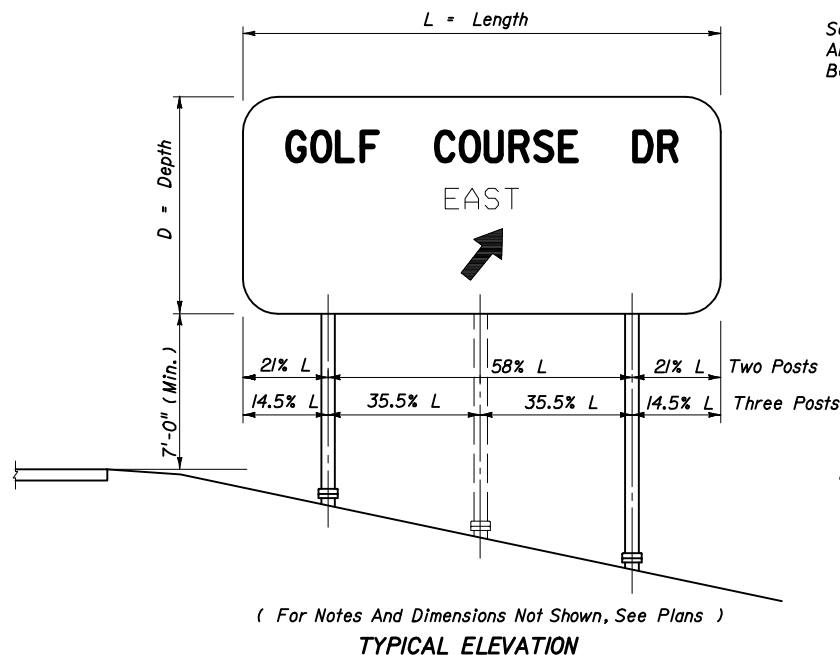 L = Length
D = Depth
GOLF COURSE DR
EAST
7'-0" (Min.)
21% L 58% L 21% L Two Posts
14.5% L 35.5% L 35.5% L 14.5% L Three Posts
( For Notes And Dimensions Not Shown, See Plans )
TYPICAL ELEVATION